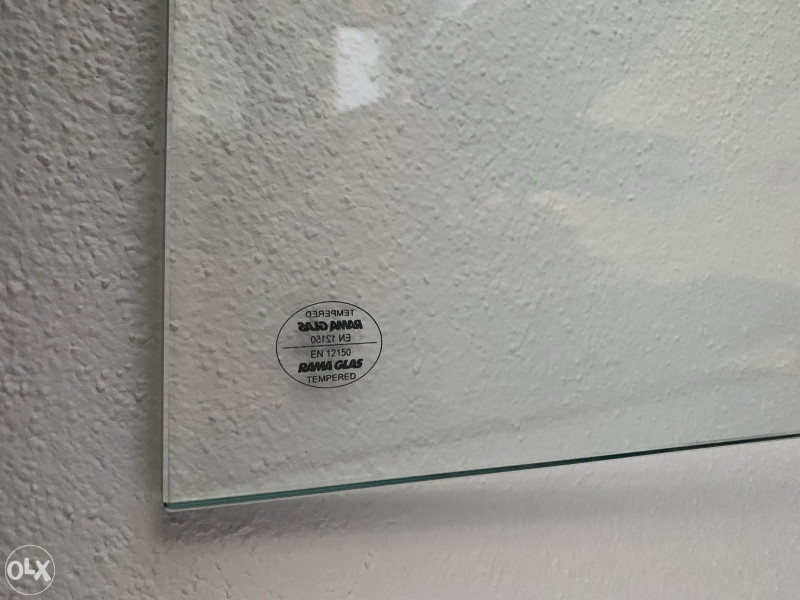 TEMPERED
RAMA GLAS
EN 12150
EN 12150
RAMA GLAS
TEMPERED
OLX